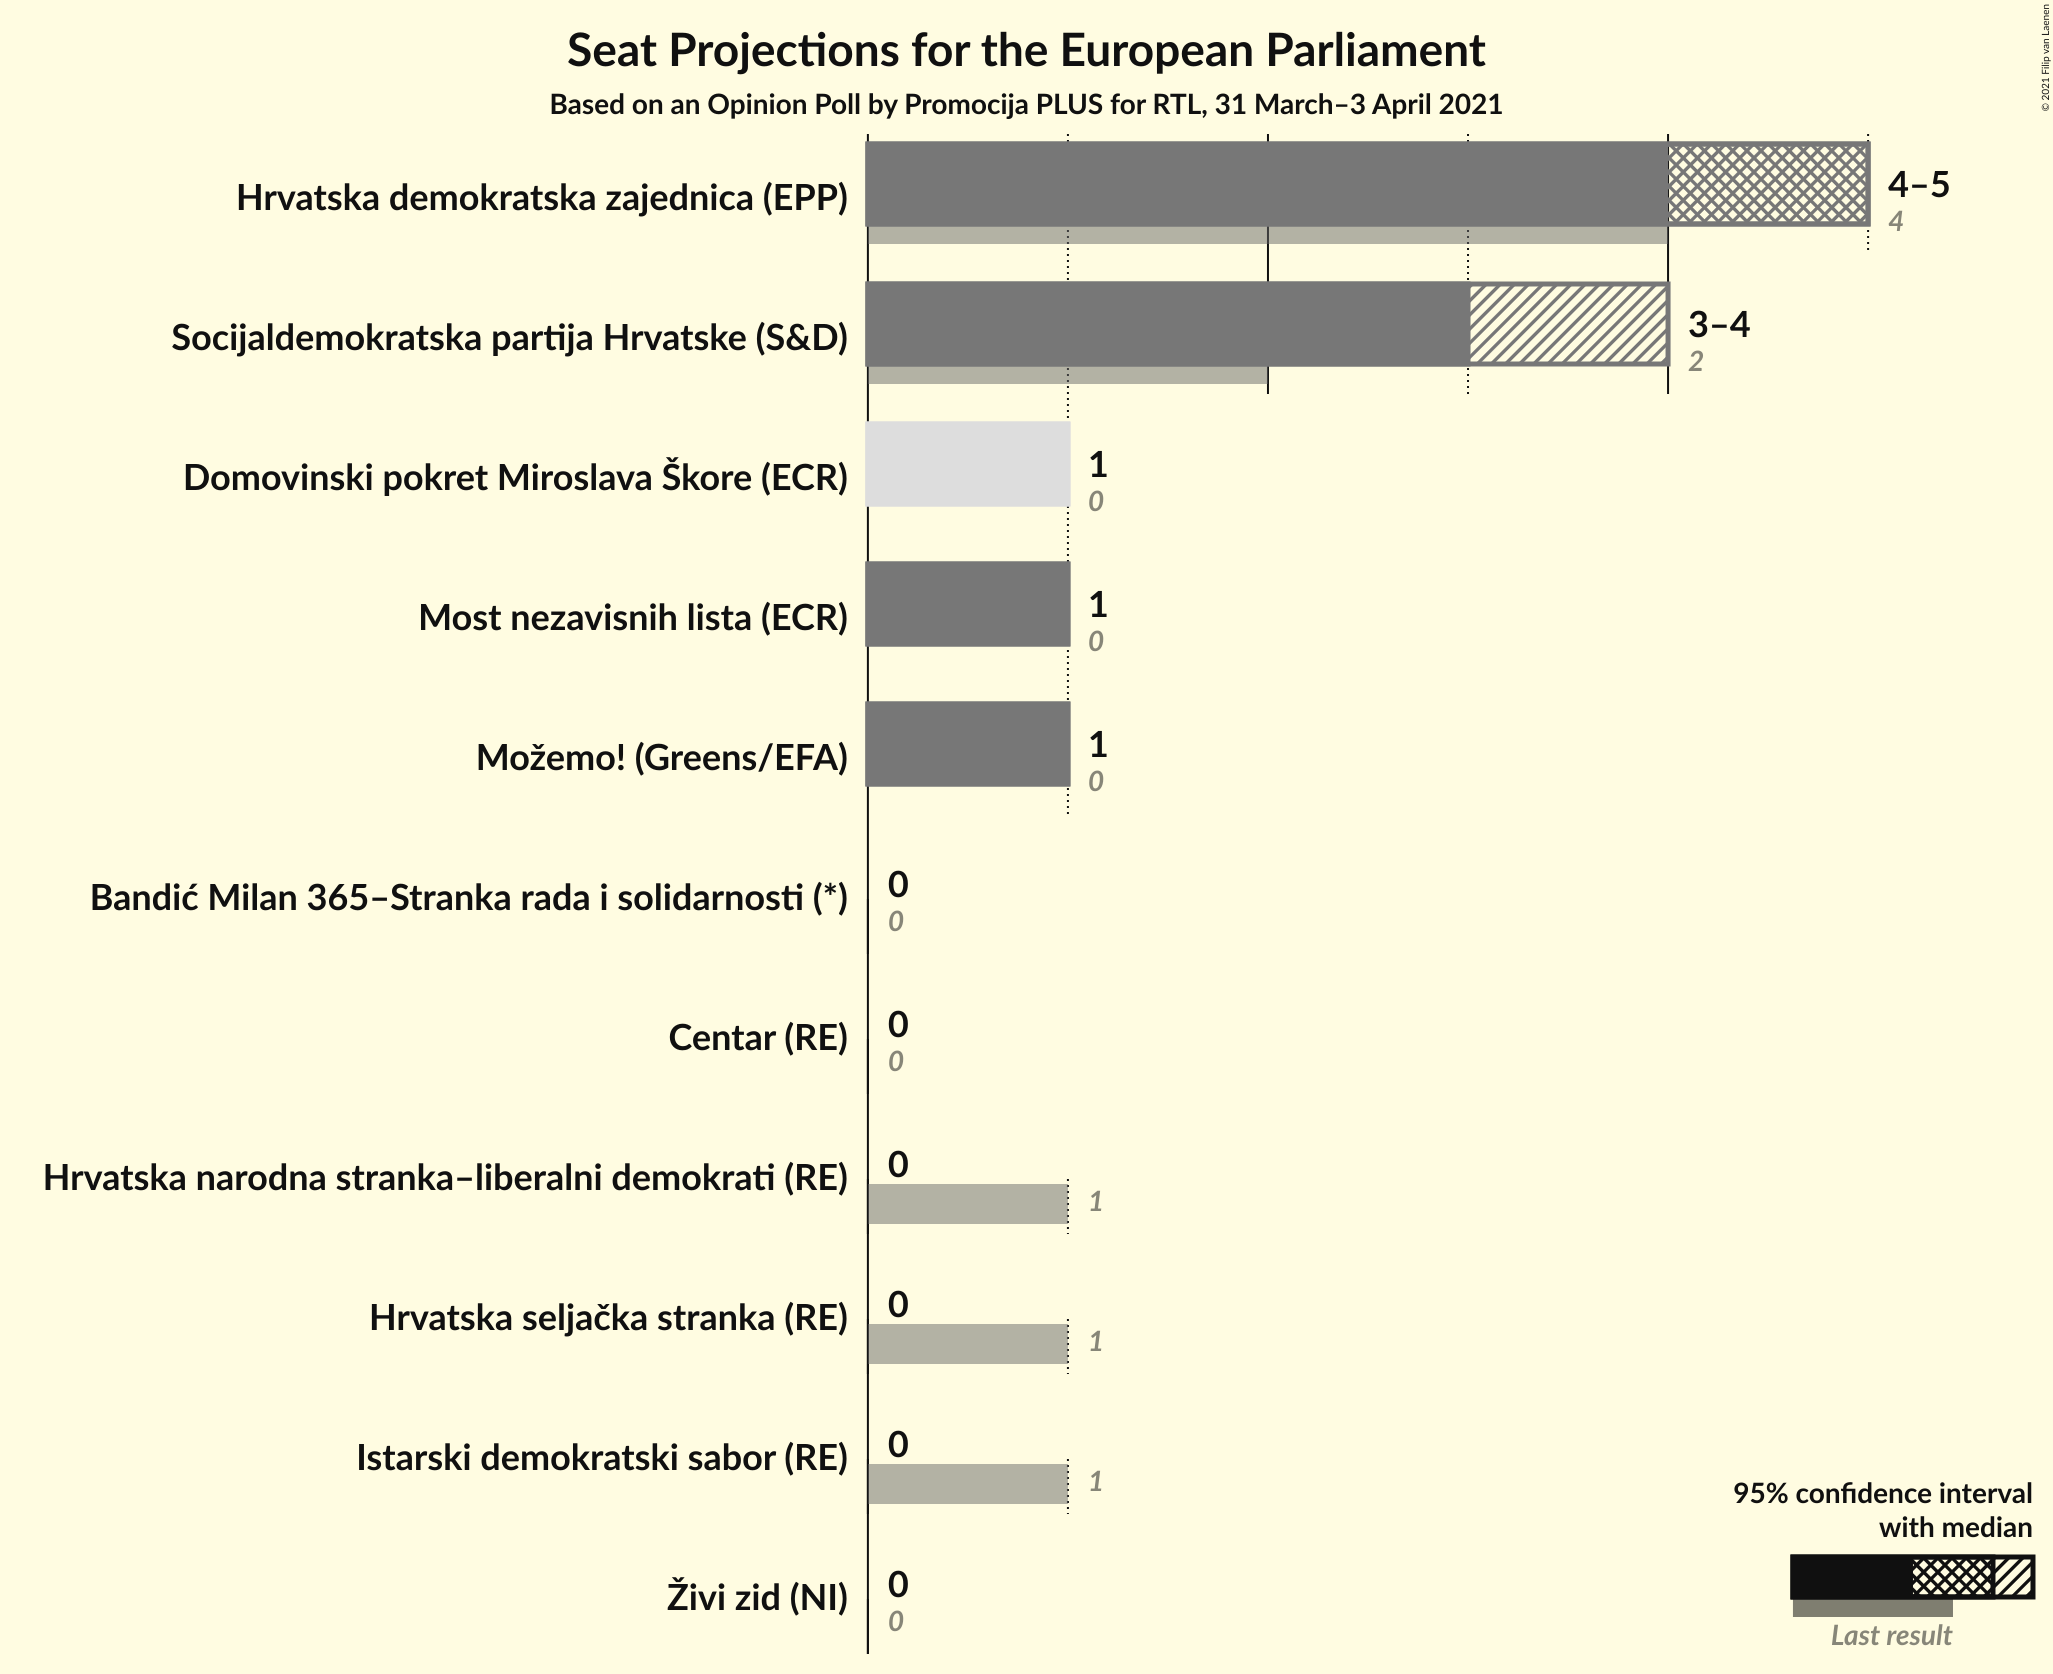 Seat Projections for the European Parliament
Based on an Opinion Poll by Promocija PLUS for RTL, 31 March–3 April 2021
© 2021 Filip van Laenen
Hrvatska demokratska zajednica (EPP)
4–5
4
Socijaldemokratska partija Hrvatske (S&D)
3–4
2
Domovinski pokret Miroslava Škore (ECR)
1
0
Most nezavisnih lista (ECR)
1
0
Možemo! (Greens/EFA)
1
0
Bandić Milan 365–Stranka rada i solidarnosti (*)
0
0
Centar (RE)
0
0
Hrvatska narodna stranka–liberalni demokrati (RE)
0
1
Hrvatska seljačka stranka (RE)
0
1
Istarski demokratski sabor (RE)
0
1
Živi zid (NI)
0
0
95% confidence interval
with median
Last result